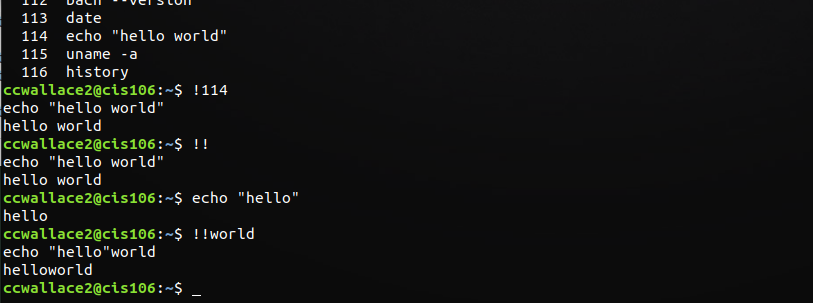 112 bach --version
113 date
114 echo "hello world"
115 uname -a
116 history
ccwallace2@cis106:~$ !114
echo "hello world"
hello world
ccwallace2@cis106:~$ !!
echo "hello world"
hello world
ccwallace2@cis106:~$ echo "hello"
hello
ccwallace2@cis106:~$ !!world
echo "hello"world
helloworld
ccwallace2@cis106:~$ _